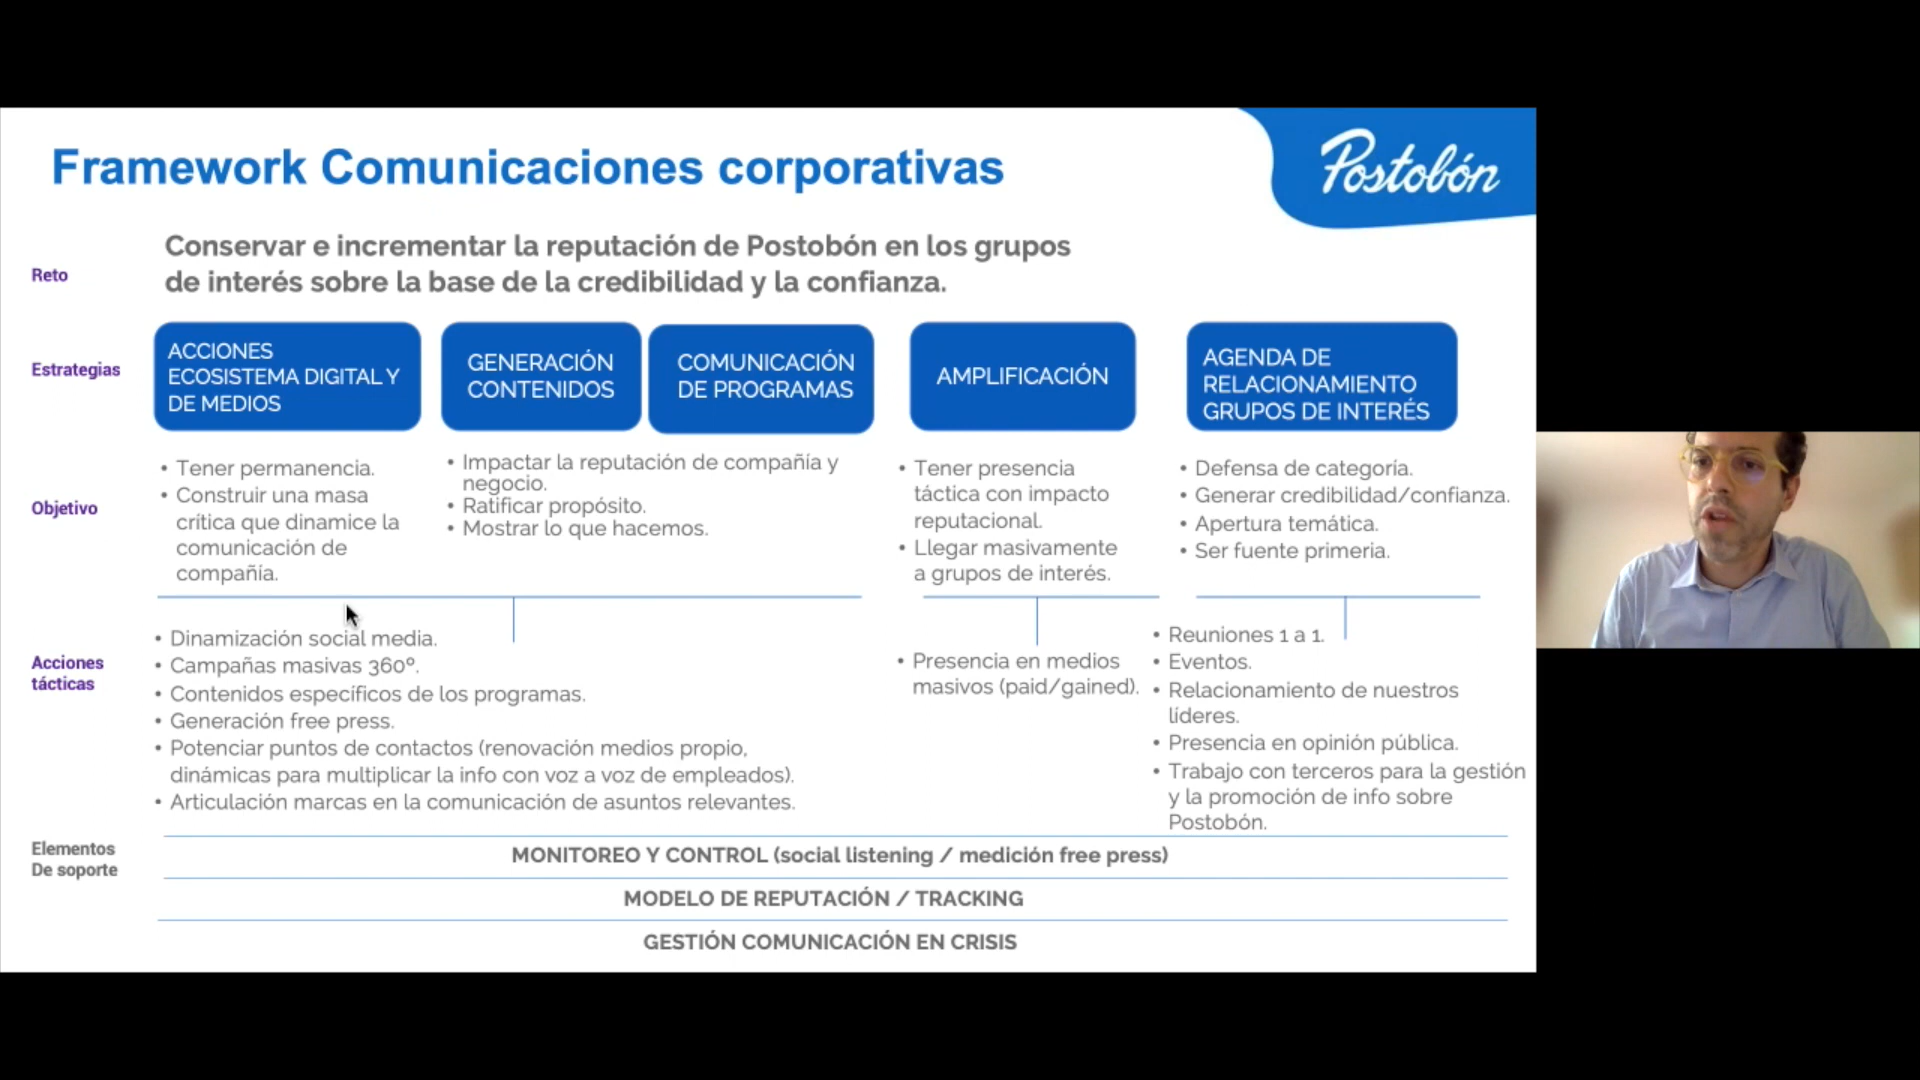 Framework Comunicaciones corporativas
Postobón
Reto
Conservar e incrementar la reputación de Postobón en los grupos
de interés sobre la base de la credibilidad y la confianza.
Estrategias
ACCIONES
ECOSISTEMA DIGITAL Y
DE MEDIOS
GENERACIÓN
CONTENIDOS
COMUNICACIÓN
DE PROGRAMAS
AMPLIFICACIÓN
AGENDA DE
RELACIONAMIENTO
GRUPOS DE INTERÉS
Objetivo
• Tener permanencia.
• Construir una masa
crítica que dinamice la
comunicación de
compañía.
• Impactar la reputación de compañía y
negocio.
• Ratificar propósito.
• Mostrar lo que hacemos.
• Tener presencia
táctica con impacto
reputacional.
• Llegar masivamente
a grupos de interés.
• Defensa de categoría.
• Generar credibilidad/confianza.
• Apertura temática.
• Ser fuente primeria.
Acciones
tácticas
• Dinamización social media.
• Campañas masivas 360º.
• Contenidos específicos de los programas.
• Generación free press.
• Potenciar puntos de contactos (renovación medios propio,
dinámicas para multiplicar la info con voz a voz de empleados).
• Articulación marcas en la comunicación de asuntos relevantes.
• Presencia en medios
masivos (paid/gained).
• Reuniones 1 a 1.
• Eventos.
• Relacionamiento de nuestros
líderes.
• Presencia en opinión pública.
• Trabajo con terceros para la gestión
y la promoción de info sobre
Postobón.
Elementos
De soporte
MONITOREO Y CONTROL (social listening / medición free press)
MODELO DE REPUTACIÓN / TRACKING
GESTIÓN COMUNICACIÓN EN CRISIS